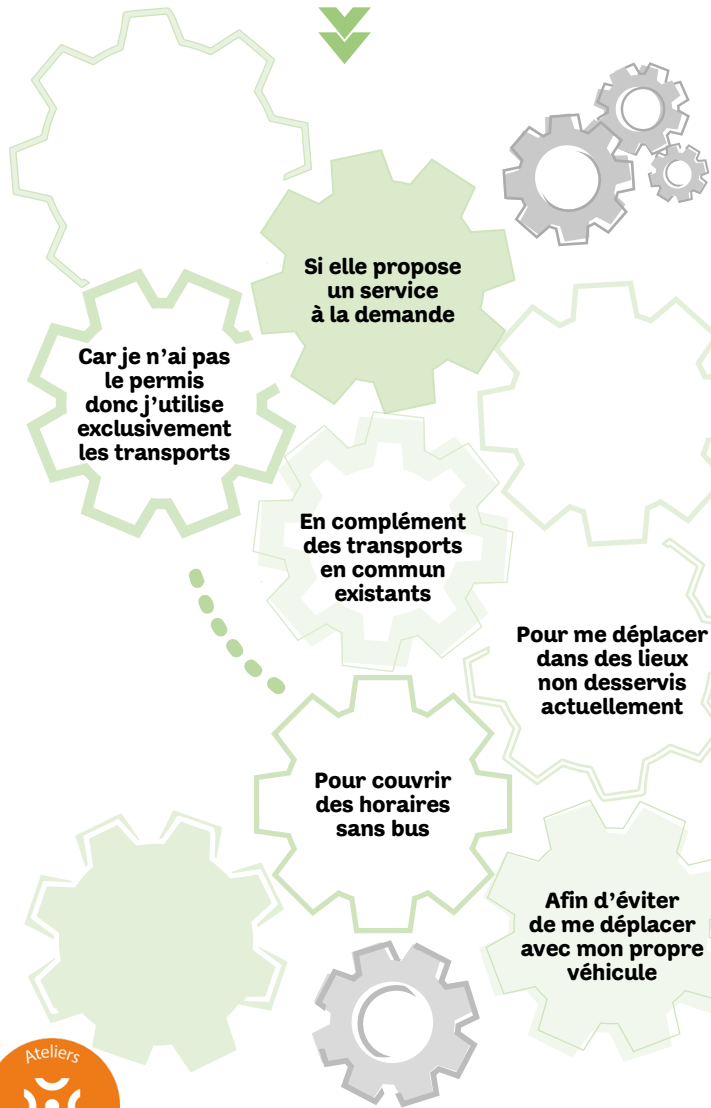 Si elle propose
un service
à la demande
Car je n’ai pas
le permis
donc j’utilise
exclusivement
les transports
En complément
des transports
en commun
existants
Pour me déplacer
dans des lieux
non desservis
actuellement
Pour couvrir
des horaires
sans bus
Afin d’éviter
de me déplacer
avec mon propre
véhicule
Ateliers